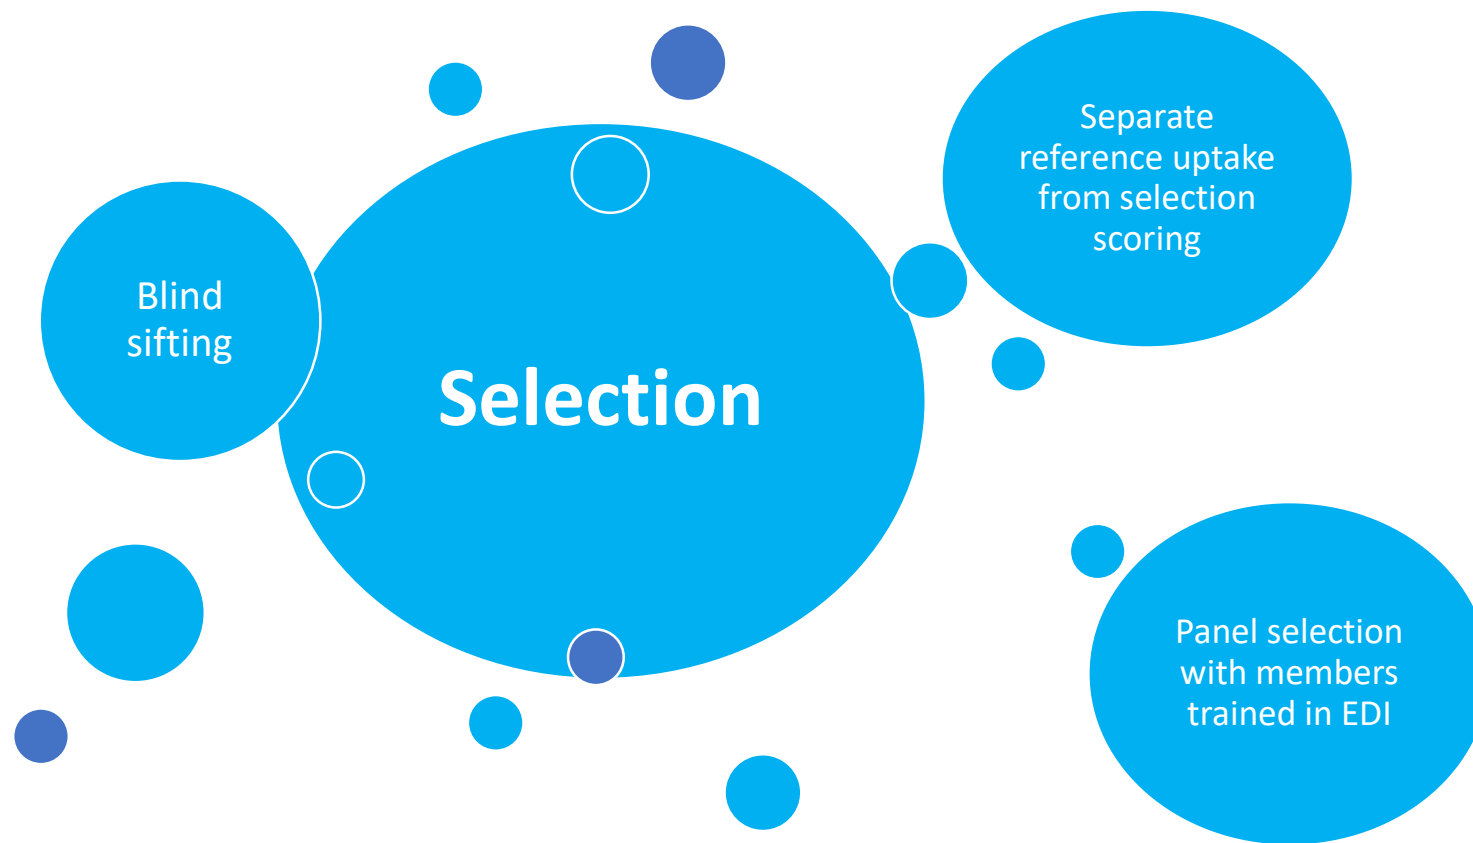 Blind
sifting
Selection
Separate
reference uptake
from selection
scoring
Panel selection
with members
trained in EDI